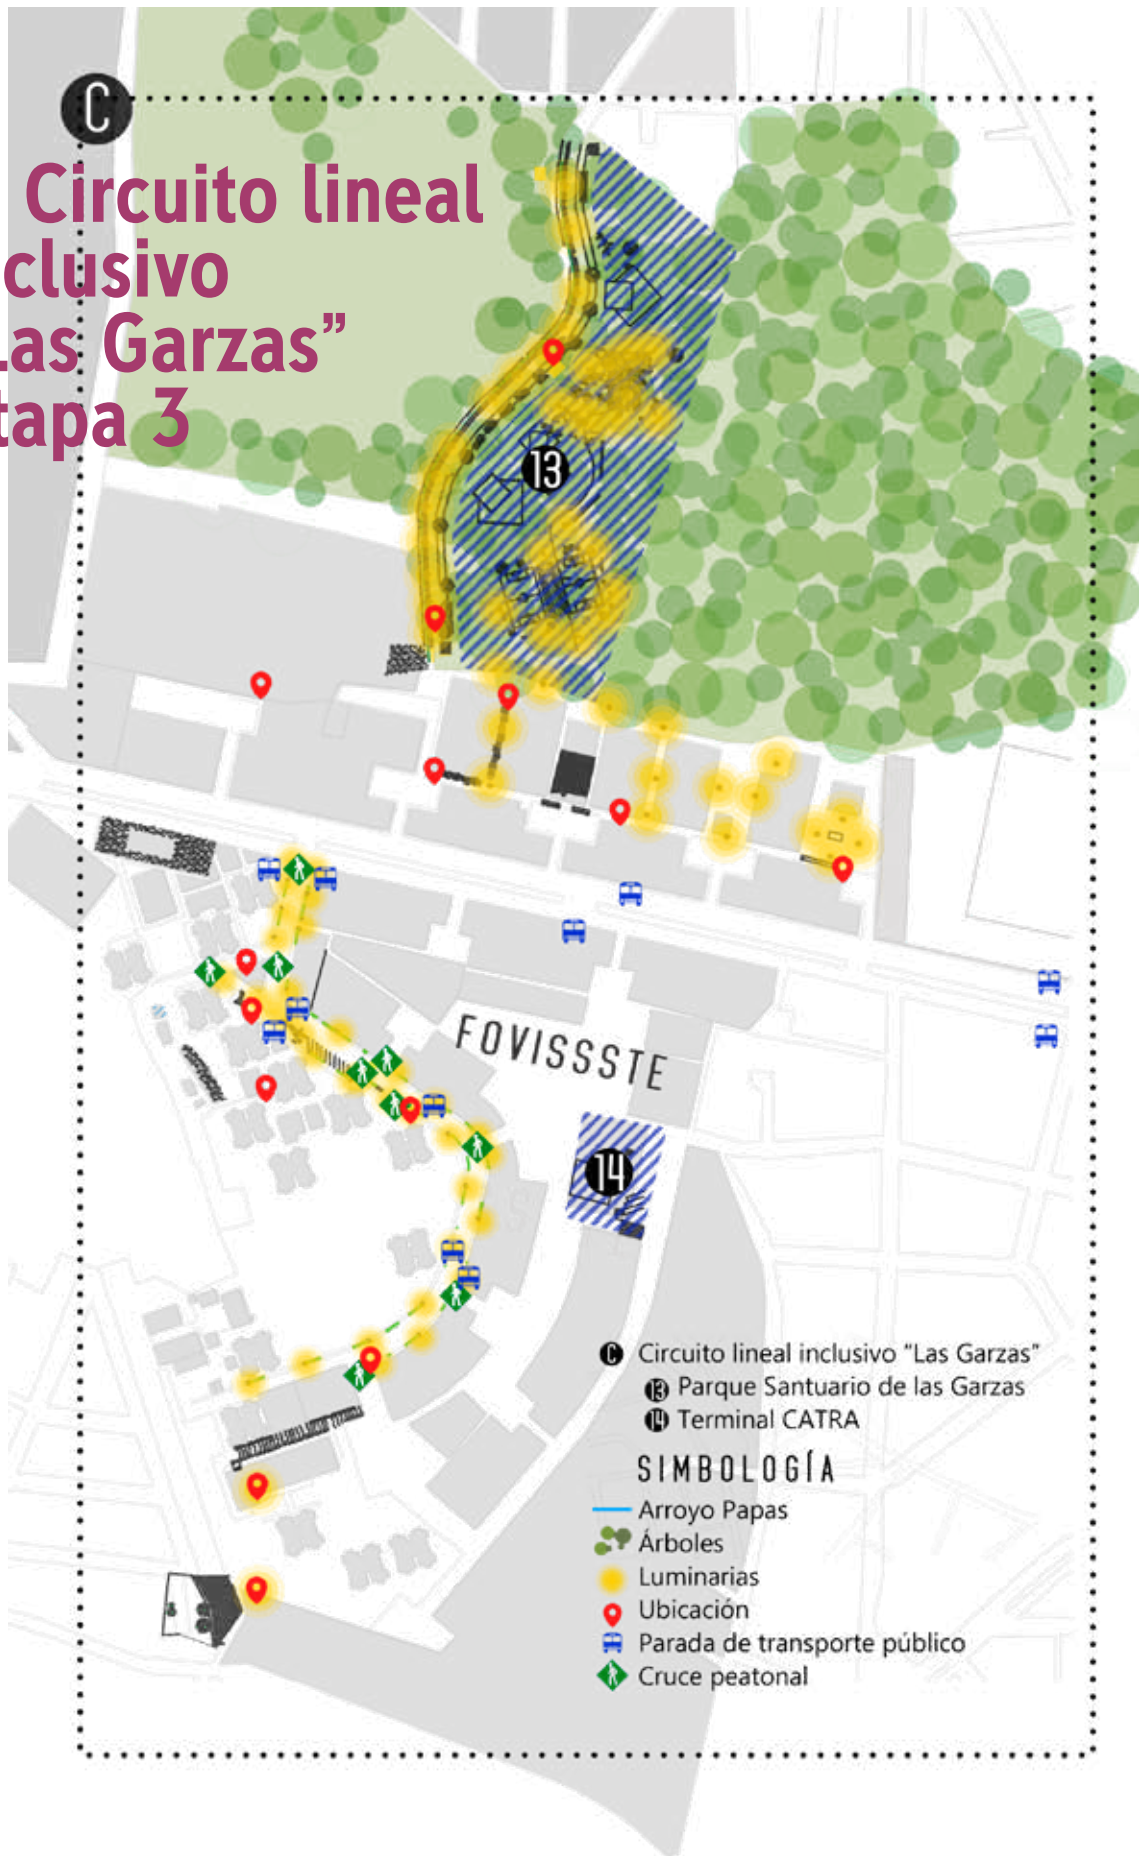 C
Circuito lineal
clusivo
Las Garzas”
tapa 3
13
FOVISSSTE
14
C Circuito lineal inclusivo “Las Garzas”
13 Parque Santuario de las Garzas
14 Terminal CATRA
SIMBOLOGÍA
Arroyo Papas
Árboles
Luminarias
Ubicación
Parada de transporte público
Cruce peatonal